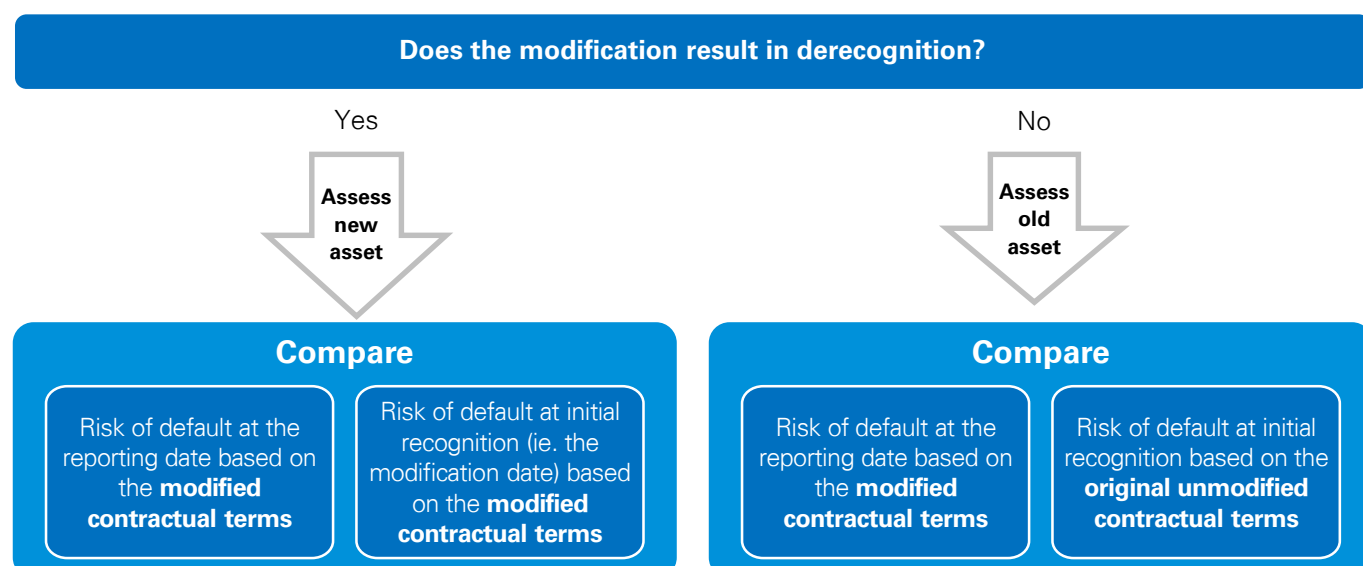 Does the modification result in derecognition?
Yes
No
Assess
new
asset
Assess
old
asset
Compare
Risk of default at the
reporting date based on
the modified
contractual terms
Risk of default at initial
recognition (ie. the
modification date) based
on the modified
contractual terms
Compare
Risk of default at the
reporting date based on
the modified
contractual terms
Risk of default at initial
recognition based on the
original unmodified
contractual terms